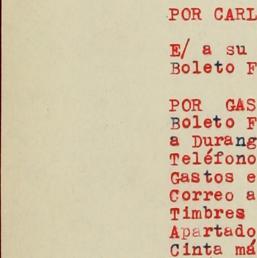 POR CARL
E/ a su
Boleto F
POR GAS
Boleto F
a Durang
Teléfono
Gastos e
Correo a
Timbres
Apartado
Cinta má